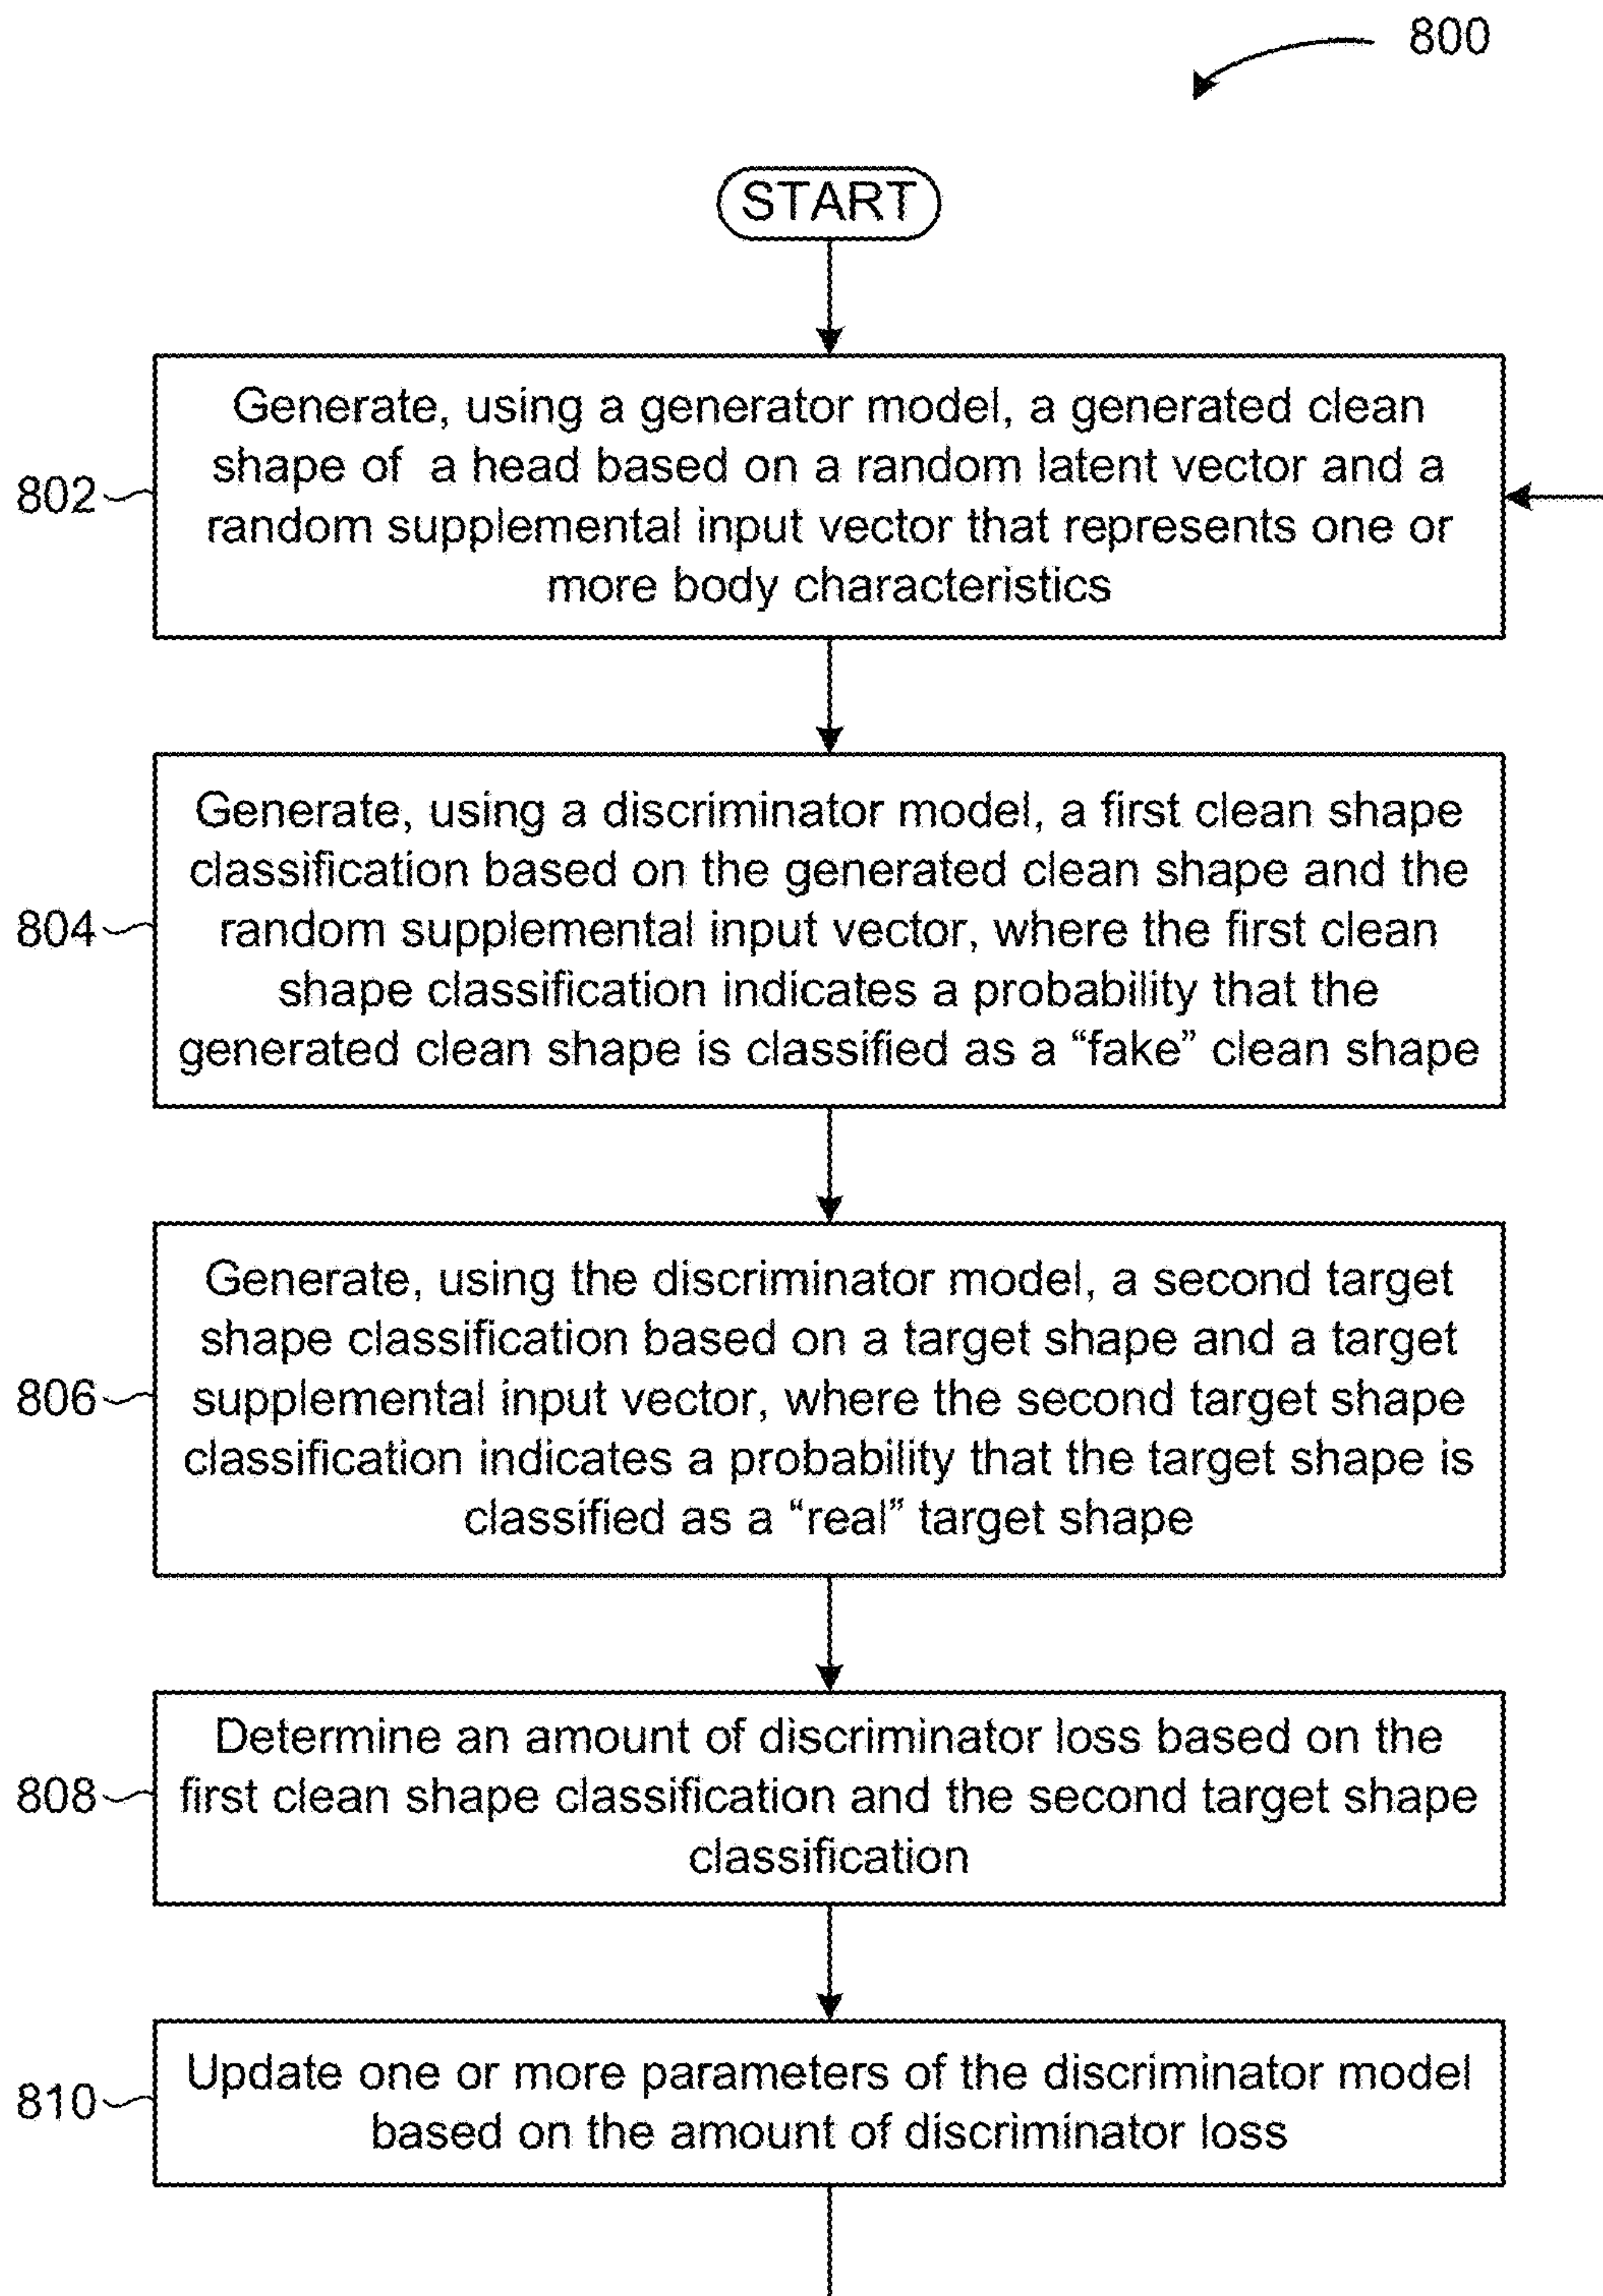 800
START
802
Generate, using a generator model, a generated clean
shape of a head based on a random latent vector and a
random supplemental input vector that represents one or
more body characteristics
804
Generate, using a discriminator model, a first clean shape
classification based on the generated clean shape and the
random supplemental input vector, where the first clean
shape classification indicates a probability that the
generated clean shape is classified as a “fake” clean shape
806
Generate, using the discriminator model, a second target
shape classification based on a target shape and a target
supplemental input vector, where the second target shape
classification indicates a probability that the target shape is
classified as a “real” target shape
808
Determine an amount of discriminator loss based on the
first clean shape classification and the second target shape
classification
810
Update one or more parameters of the discriminator model
based on the amount of discriminator loss